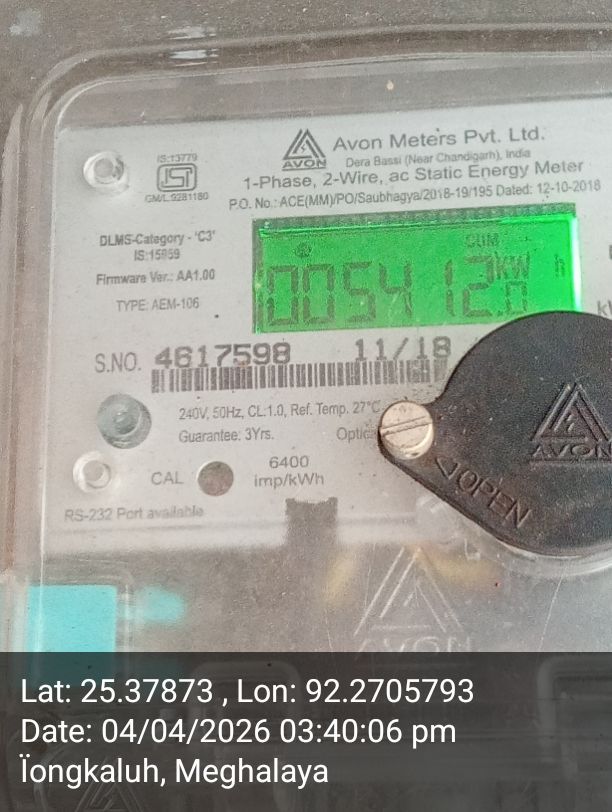 IS:13779
GM/L:9281180
AVON
Avon Meters Pvt. Ltd.
Dera Bassi (Near Chandigarh), India
1-Phase, 2-Wire, ac Static Energy Meter
P.O. No.: ACE(MM)/PO/Saubhagya/2018-19/195 Dated: 12-10-2018
DLMS-Category - 'C3'
IS:15959
Firmware Ver.: AA1.00
TYPE: AEM-106
CUM
005412.0 kW h
S.NO. 4617598 11/18
240V, 50Hz, CL:1.0, Ref. Temp. 27°C
Guarantee: 3Yrs.
CAL
6400
imp/kWh
RS-232 Port available
AVON
OPEN
AVON
Lat: 25.37873 , Lon: 92.2705793
Date: 04/04/2026 03:40:06 pm
Ïongkaluh, Meghalaya